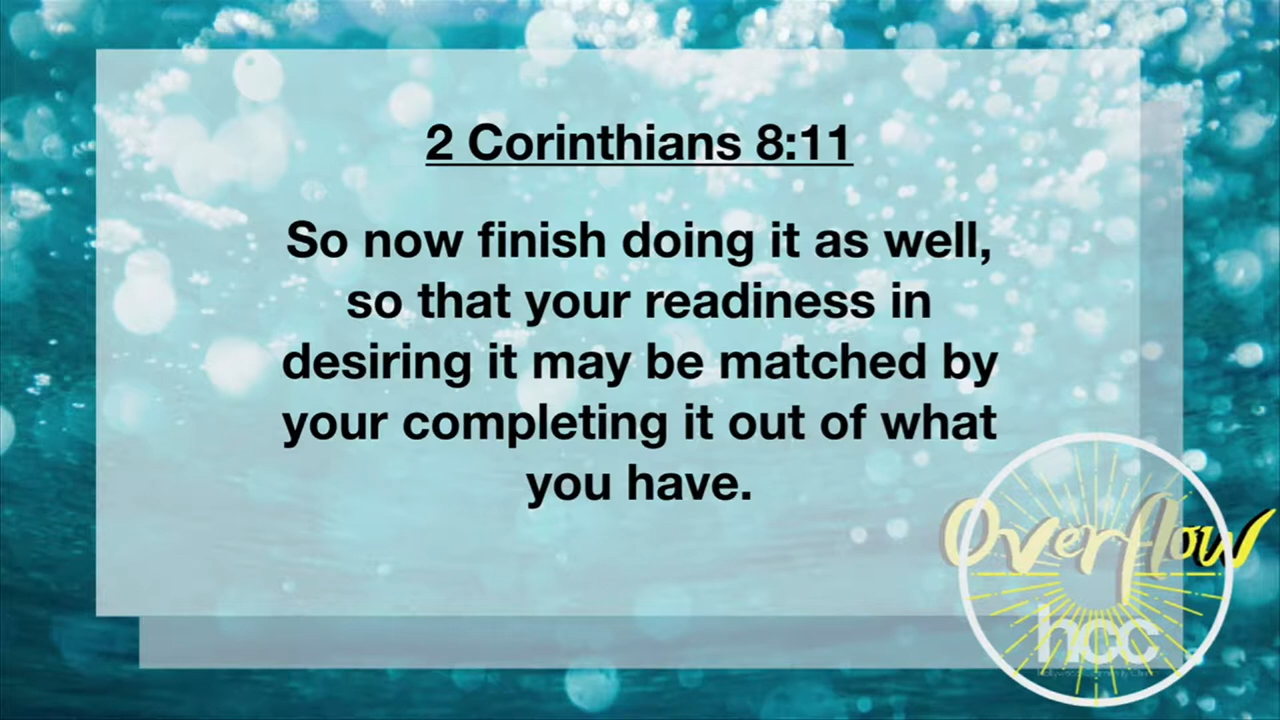 2 Corinthians 8:11
So now finish doing it as well,
so that your readiness in
desiring it may be matched by
your completing it out of what
you have.
Overflow
hcc